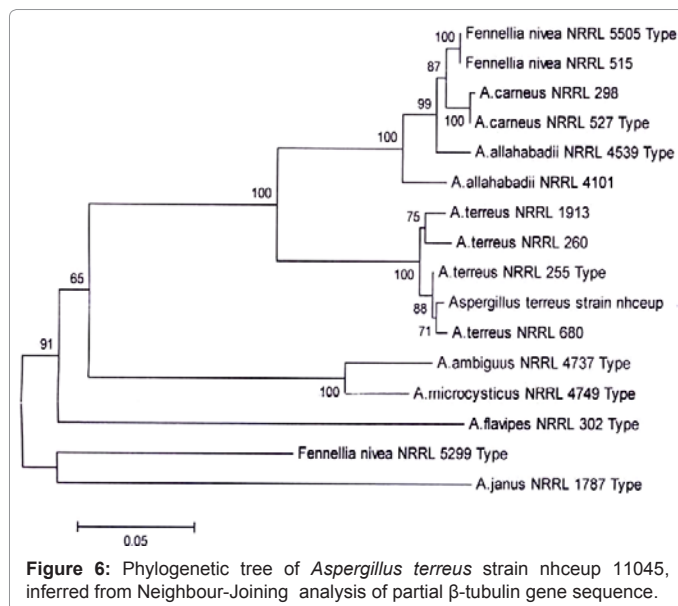 100 Fennellia nivea NRRL 5505 Type
87 Fennellia nivea NRRL 515
99 A.carneus NRRL 298
100 A.carneus NRRL 527 Type
100 A.allahabadii NRRL 4539 Type
A.allahabadii NRRL 4101
100
75 A.terreus NRRL 1913
A.terreus NRRL 260
100 A.terreus NRRL 255 Type
65
88 Aspergillus terreus strain nhceup
71 A.terreus NRRL 680
91
A.ambiguus NRRL 4737 Type
100 A.microcysticus NRRL 4749 Type
A.flavipes NRRL 302 Type
Fennellia nivea NRRL 5299 Type
A.janus NRRL 1787 Type
0.05
Figure 6: Phylogenetic tree of Aspergillus terreus strain nhceup 11045,
inferred from Neighbour-Joining analysis of partial β-tubulin gene sequence.